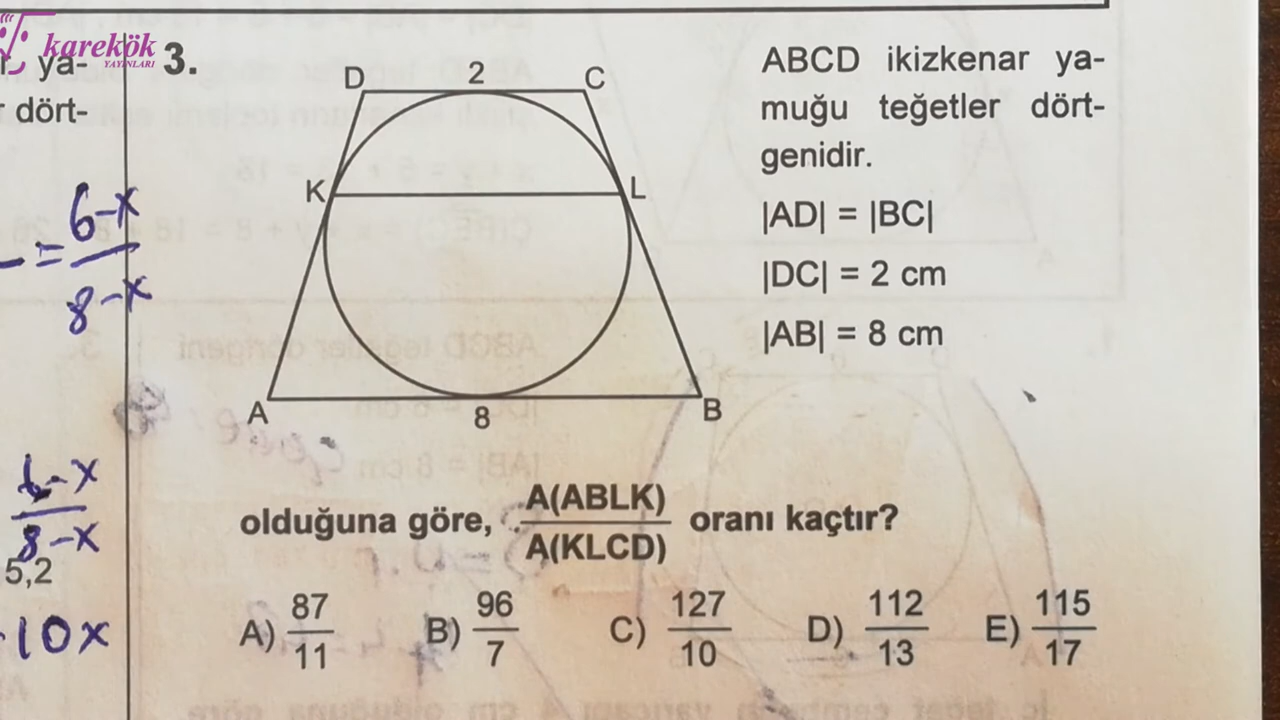 karekök
YAYINLARI
ya-
dört-
= 6-x
8-x
6-x
8-x
5,2
10x
3.
D 2 C
K L
A 8 B
ABCD ikizkenar ya-
muğu teğetler dört-
genidir.
|AD| = |BC|
|DC| = 2 cm
|AB| = 8 cm
olduğuna göre, A(ABLK) / A(KLCD) oranı kaçtır?
A) 87/11 B) 96/7 C) 127/10 D) 112/13 E) 115/17